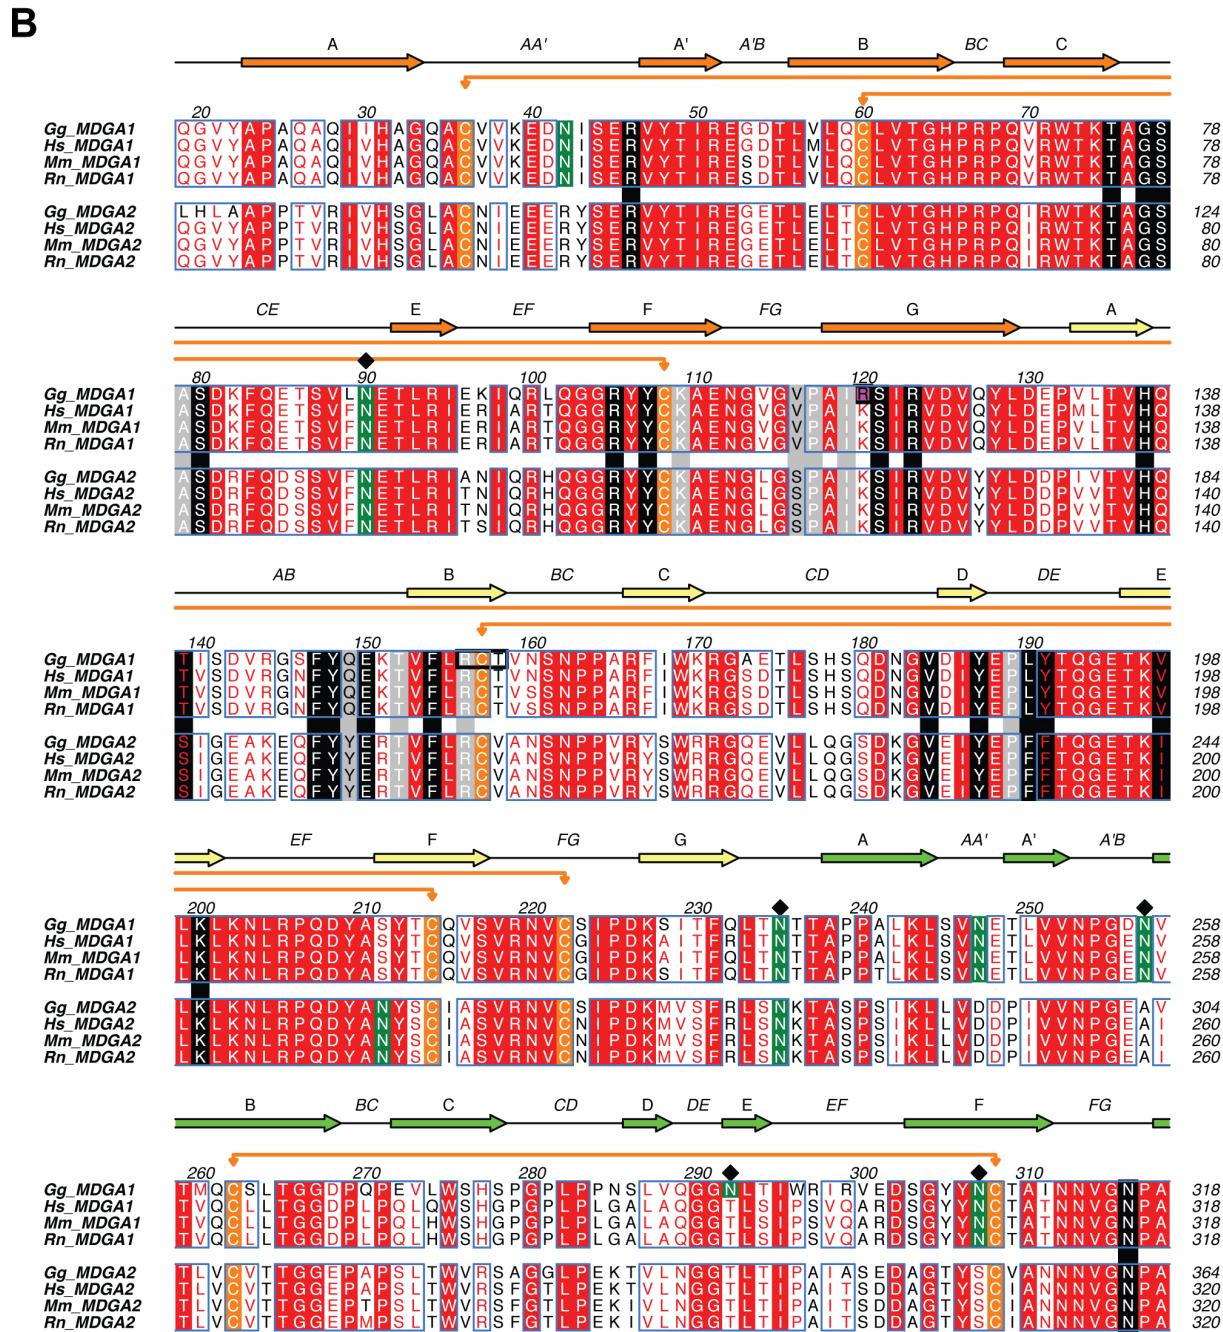 B
A AA' A' A'B B BC C
20 30 40 50 60 70
Gg_MDGA1 QGVYAPAQAQIIHAGQACVVKEDNISERVYTIREGDTLVLQCLVTGHPRPQVRWTKTAGS 78
Hs_MDGA1 QGVYAPAQAQIVHAGQACVVKEDNISERVYTIREGDTLMLQCLVTGHPRPQVRWTKTAGS 78
Mm_MDGA1 QGVYAPAQAQIVHAGQACVVKEDNISERVYTIRESDTLVLQCLVTGHPRPQVRWTKTAGS 78
Rn_MDGA1 QGVYAPAQAQIVHAGQACVVKEDNISERVYTIRESDTLVLQCLVTGHPRPQVRWTKTAGS 78
Gg_MDGA2 LHLAAPPTVRIVHSGLACNIEEERYSERVYTIREGETLELTCLVTGHPRPQIRWTKTAGS 124
Hs_MDGA2 QGVYAPPTVRIVHSGLACNIEEERYSERVYTIREGETLELTCLVTGHPRPQIRWTKTAGS 80
Mm_MDGA2 QGVYAPPTVRIVHSGLACNIEEERYSERVYTIREGETLELTCLVTGHPRPQIRWTKTAGS 80
Rn_MDGA2 QGVYAPPTVRIVHSGLACNIEEERYSERVYTIREGETLELTCLVTGHPRPQIRWTKTAGS 80
CE E EF F FG G A
80 90 100 110 120 130
Gg_MDGA1 ASDKFQETSVLNETLRIEKIQRLQGGRYYCKAENGVGVPAIRSIRVDVQYLDEPVLTVHQ 138
Hs_MDGA1 ASDKFQETSVFNETLRIERIARTQGGRYYCKAENGVGVPAIKSIRVDVQYLDEPMLTVHQ 138
Mm_MDGA1 ASDKFQETSVFNETLRIERIARTQGGRYYCKAENGVGVPAIKSIRVDVQYLDEPVLTVHQ 138
Rn_MDGA1 ASDKFQETSVFNETLRIERIARTQGGRYYCKAENGVGVPAIKSIRVDVQYLDEPVLTVHQ 138
Gg_MDGA2 ASDRFQDSSVFNETLRIANIQRHQGGRYYCKAENGLGSPAIKSIRVDVYYLDDPIVTVHQ 184
Hs_MDGA2 ASDRFQDSSVFNETLRITNIQRHQGGRYYCKAENGLGSPAIKSIRVDVYYLDDPVVTVHQ 140
Mm_MDGA2 ASDRFQDSSVFNETLRITNIQRHQGGRYYCKAENGLGSPAIKSIRVDVYYLDDPVVTVHQ 140
Rn_MDGA2 ASDRFQDSSVFNETLRITSIQRHQGGRYYCKAENGLGSPAIKSIRVDVYYLDDPVVTVHQ 140
AB B BC C CD D DE E
140 150 160 170 180 190
Gg_MDGA1 TISDVRGSFYQEKTVFLRCTVNSNPPARFIWKRGAETLSHSQDNGVDIYEPLYTQGETKV 198
Hs_MDGA1 TVSDVRGNFYQEKTVFLRCTVNSNPPARFIWKRGSDTLSHSQDNGVDIYEPLYTQGETKV 198
Mm_MDGA1 TVSDVRGNFYQEKTVFLRCTVSSNPPARFIWKRGSDTLSHSQDNGVDIYEPLYTQGETKV 198
Rn_MDGA1 TVSDVRGNFYQEKTVFLRCTVSSNPPARFIWKRGSDTLSHSQDNGVDIYEPLYTQGETKV 198
Gg_MDGA2 SIGEAKEQFYYERTVFLRCVANSNPPVRYSWRRGQEVLLQGSDKGVEIYEPFFTQGETKI 244
Hs_MDGA2 SIGEAKEQFYYERTVFLRCVANSNPPVRYSWRRGQEVLLQGSDKGVEIYEPFFTQGETKI 200
Mm_MDGA2 SIGEAKEQFYYERTVFLRCVANSNPPVRYSWRRGQEVLLQGSDKGVEIYEPFFTQGETKI 200
Rn_MDGA2 SIGEAKEQFYYERTVFLRCVANSNPPVRYSWRRGQEVLLQGSDKGVEIYEPFFTQGETKI 200
EF F FG G A AA' A' A'B
200 210 220 230 240 250
Gg_MDGA1 LKLKNLRPQDYASYTCQVSVRNVCSIPDKSITFQLTNTTAPPALKLSVNETLVVNPGDNV 258
Hs_MDGA1 LKLKNLRPQDYASYTCQVSVRNVCGIPDKAITFRLTNTTAPPALKLSVNETLVVNPGENV 258
Mm_MDGA1 LKLKNLRPQDYASYTCQVSVRNVCGIPDKAITFQLTNTTAPPALKLSVNETLVVNPGENV 258
Rn_MDGA1 LKLKNLRPQDYASYTCQVSVRNVCGIPDKSITFQLTNTTAPPTLKLSVNETLVVNPGENV 258
Gg_MDGA2 LKLKNLRPQDYANYSCIASVRNVCSIPDKMVSFRLSNKTASPSIKLLVDDPIVVNPGEAV 304
Hs_MDGA2 LKLKNLRPQDYANYSCIASVRNVCNIPDKMVSFRLSNKTASPSIKLLVDDPIVVNPGEAI 260
Mm_MDGA2 LKLKNLRPQDYANYSCIASVRNVCNIPDKMVSFRLSNKTASPSIKLLVDDPIVVNPGEAI 260
Rn_MDGA2 LKLKNLRPQDYANYSCIASVRNVCNIPDKMVSFRLSNKTASPSIKLLVDDPIVVNPGEAI 260
B BC C CD D DE E EF F FG
260 270 280 290 300 310
Gg_MDGA1 TMQCSLTGGDPQPEVLWSHSPGPLPPNSLVQGGNLTIWRIRVEDSGYYNCTAINNVGNPA 318
Hs_MDGA1 TVQCLLTGGDPLPQLQWSHGPGPLPLGALAQGGTLSIPSVQARDSGYYNCTATNNVGNPA 318
Mm_MDGA1 TVQCLLTGGDPLPQLHWSHGPGPLPLGALAQGGTLSIPSVQARDSGYYNCTATNNVGNPA 318
Rn_MDGA1 TVQCLLTGGDPLPQLHWSHGPGPLPLGALAQGGTLSIPSVQARDSGYYNCTATNNVGNPA 318
Gg_MDGA2 TLVCVTTGGEPAPSLTWVRSAGGLPEKTVLNGGTLTIPAIASEDAGTYSCVANNNVGNPA 364
Hs_MDGA2 TLVCVTTGGEPAPSLTWVRSFGTLPEKTVLNGGTLTIPAITSDDAGTYSCIANNNVGNPA 320
Mm_MDGA2 TLVCVTTGGEPTPSLTWVRSFGTLPEKIVLNGGTLTIPAITSDDAGTYSCIANNNVGNPA 320
Rn_MDGA2 TLVCVTTGGEPMPSLTWVRSFGTLPEKIVLNGGTLTIPAITSDDAGTYSCIANNNVGNPA 320